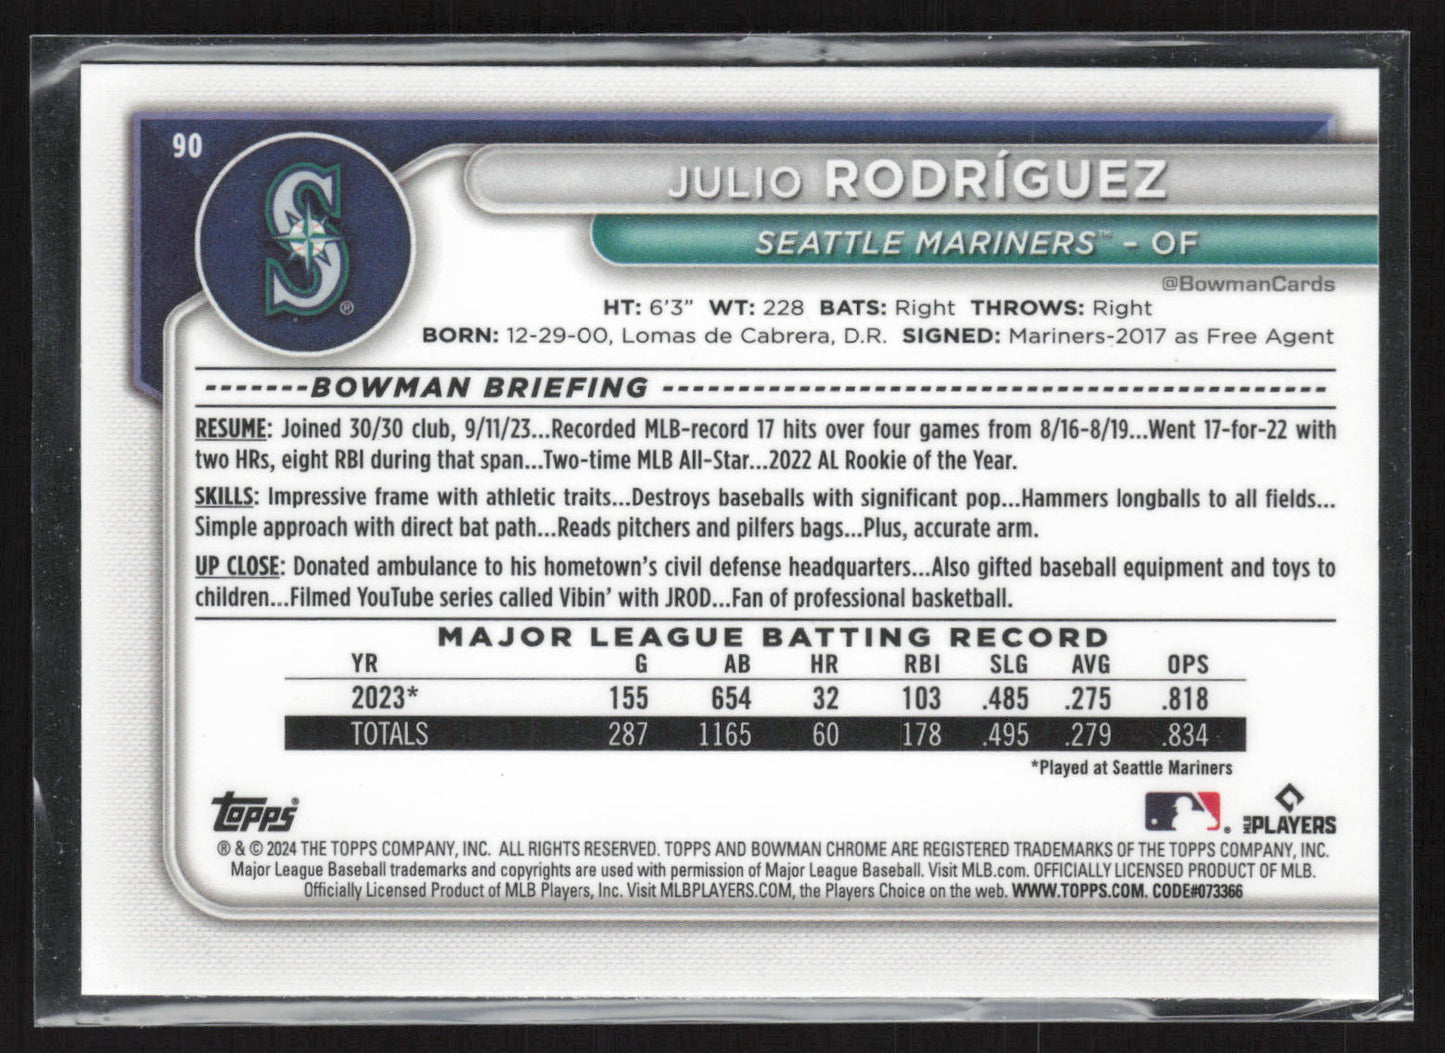 90
JULIO RODRÍGUEZ
SEATTLE MARINERS™ - OF
@BowmanCards
HT: 6'3" WT: 228 BATS: Right THROWS: Right
BORN: 12-29-00, Lomas de Cabrera, D.R. SIGNED: Mariners-2017 as Free Agent
S®
BOWMAN BRIEFING
RESUME: Joined 30/30 club, 9/11/23...Recorded MLB-record 17 hits over four games from 8/16-8/19...Went 17-for-22 with
two HRs, eight RBI during that span...Two-time MLB All-Star...2022 AL Rookie of the Year.
SKILLS: Impressive frame with athletic traits...Destroys baseballs with significant pop...Hammers longballs to all fields...
Simple approach with direct bat path...Reads pitchers and pilfers bags...Plus, accurate arm.
UP CLOSE: Donated ambulance to his hometown's civil defense headquarters...Also gifted baseball equipment and toys to
children...Filmed YouTube series called Vibin' with JROD...Fan of professional basketball.
MAJOR LEAGUE BATTING RECORD
YR G AB HR RBI SLG AVG OPS
2023* 155 654 32 103 .485 .275 .818
TOTALS 287 1165 60 178 .495 .279 .834
*Played at Seattle Mariners
topps®
MLB PLAYERS
® & © 2024 THE TOPPS COMPANY, INC. ALL RIGHTS RESERVED. TOPPS AND BOWMAN CHROME ARE REGISTERED TRADEMARKS OF THE TOPPS COMPANY, INC.
Major League Baseball trademarks and copyrights are used with permission of Major League Baseball. Visit MLB.com. OFFICIALLY LICENSED PRODUCT OF MLB.
Officially Licensed Product of MLB Players, Inc. Visit MLBPLAYERS.COM, the Players Choice on the web. WWW.TOPPS.COM. CODE#073366